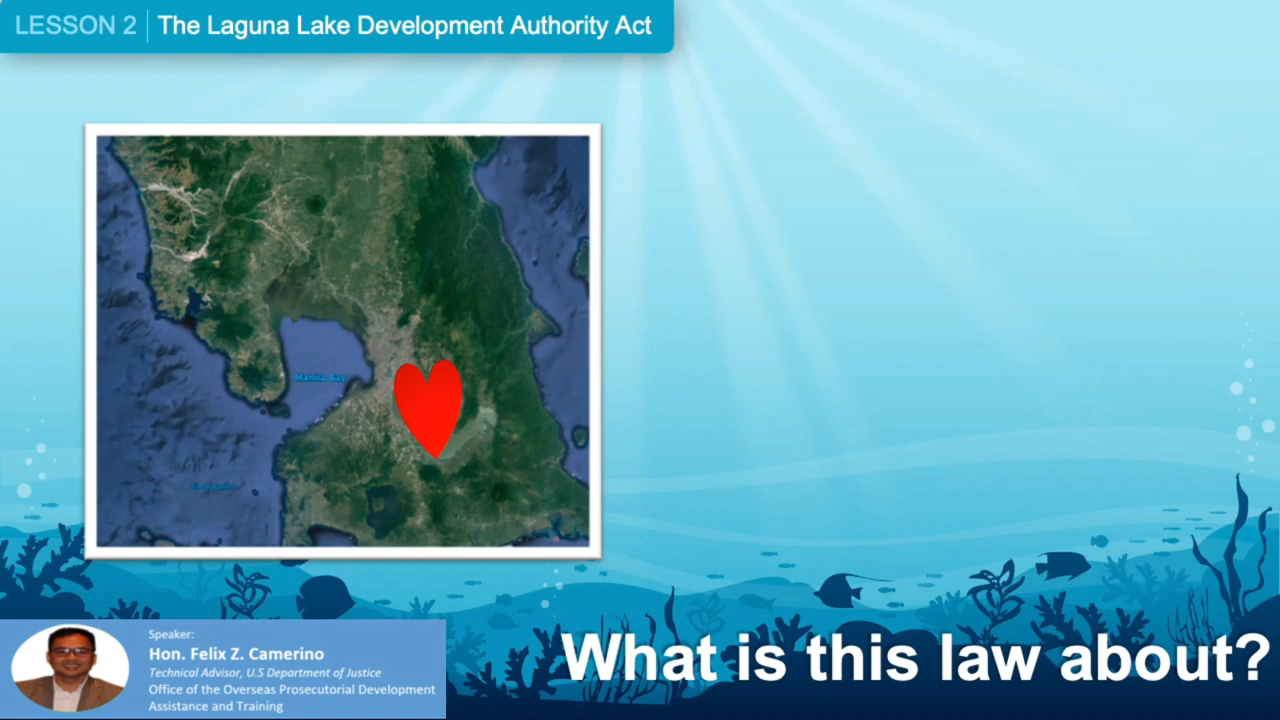 LESSON 2 | The Laguna Lake Development Authority Act
Manila Bay
Speaker:
Hon. Felix Z. Camerino
Technical Advisor, U.S Department of Justice
Office of the Overseas Prosecutorial Development
Assistance and Training
What is this law about?